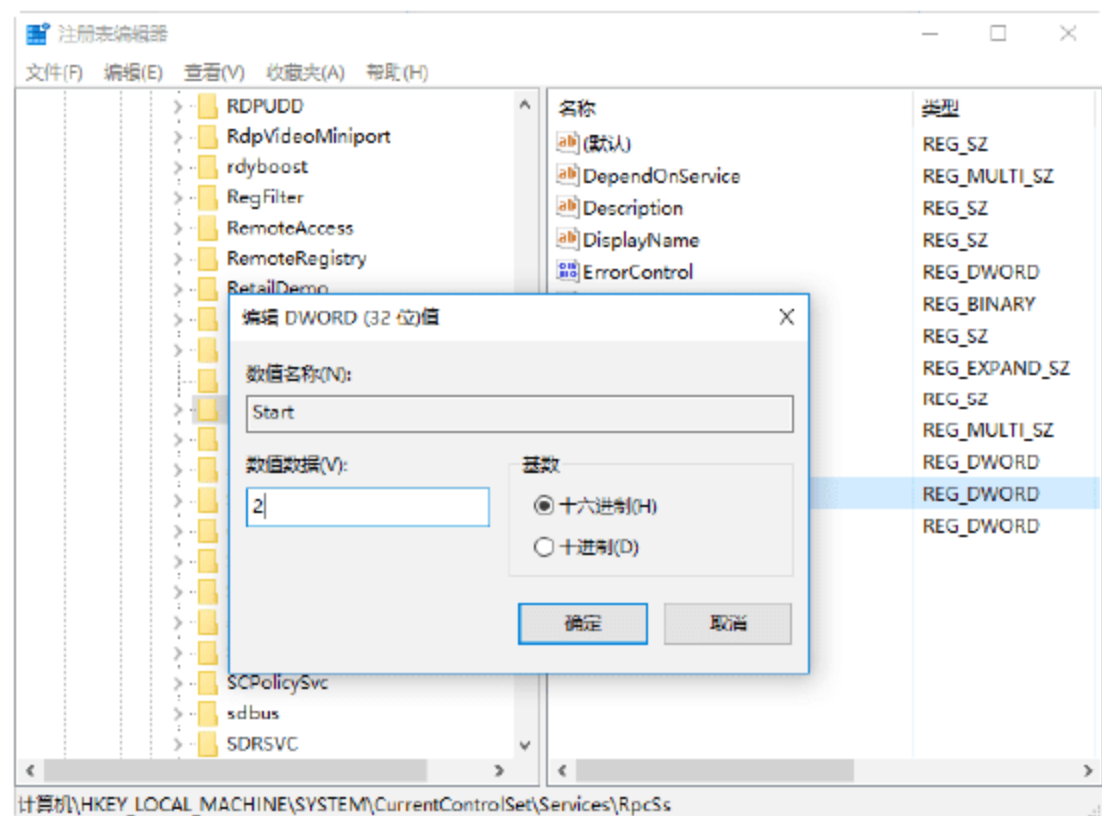 注册表编辑器
文件(F) 编辑(E) 查看(V) 收藏夹(A) 帮助(H)
RDPUDD
RdpVideoMiniport
rdyboost
RegFilter
RemoteAccess
RemoteRegistry
RetailDemo
SCPolicySvc
sdbus
SDRSVC
名称 类型
(默认) REG_SZ
DependOnService REG_MULTI_SZ
Description REG_SZ
DisplayName REG_SZ
ErrorControl REG_DWORD
REG_BINARY
REG_SZ
REG_EXPAND_SZ
REG_SZ
REG_MULTI_SZ
REG_DWORD
REG_DWORD
REG_DWORD
编辑 DWORD (32 位)值
数值名称(N):
Start
数值数据(V):
2
基数
十六进制(H)
十进制(D)
确定 取消
计算机\HKEY_LOCAL_MACHINE\SYSTEM\CurrentControlSet\Services\RpcSs